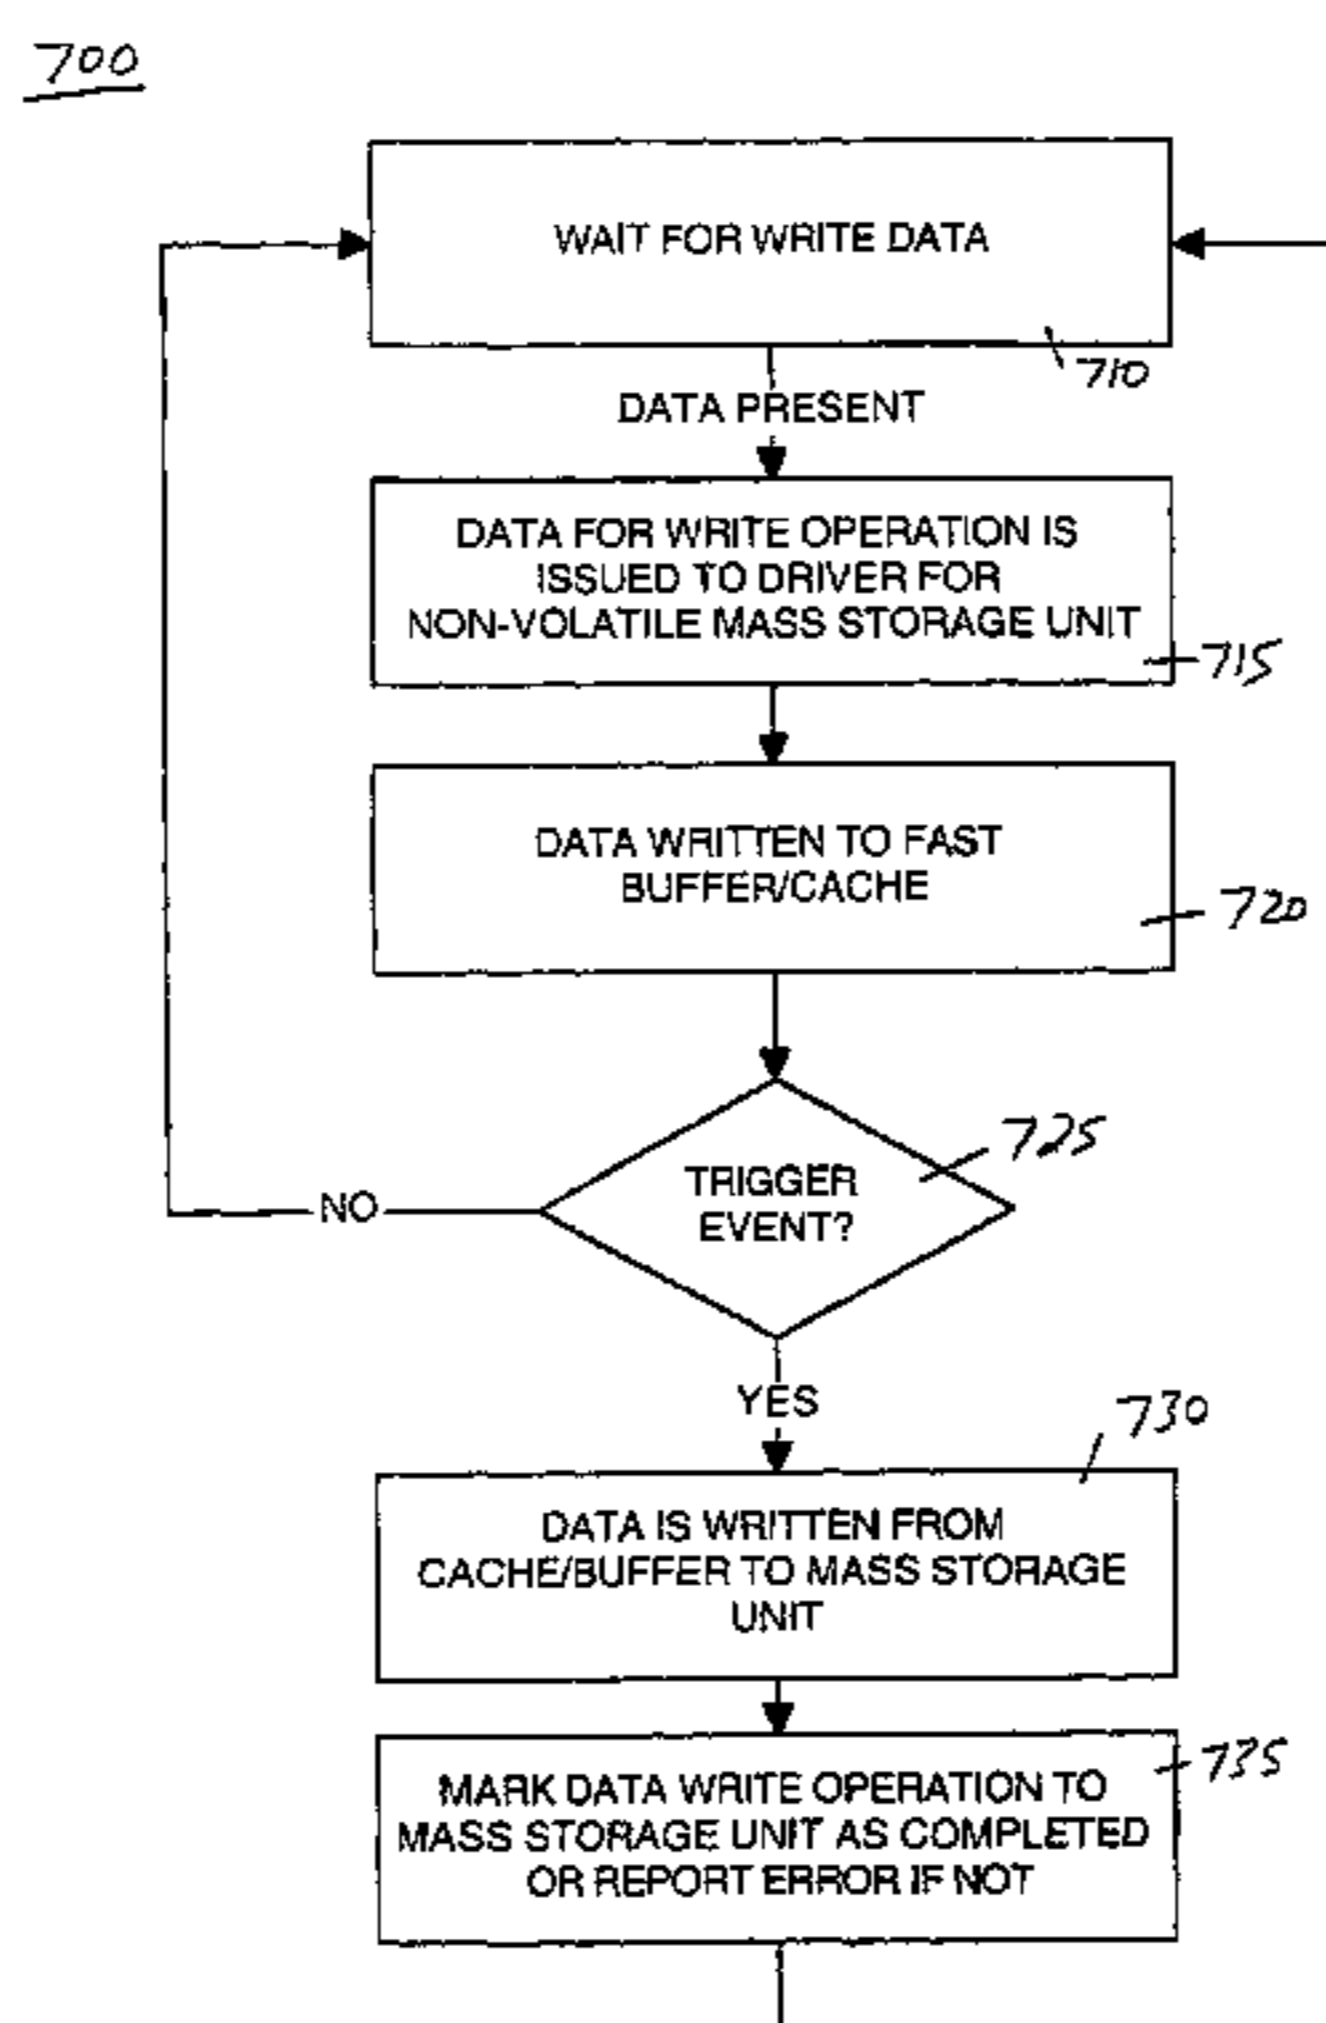 700
WAIT FOR WRITE DATA
710
DATA PRESENT
DATA FOR WRITE OPERATION IS
ISSUED TO DRIVER FOR
NON-VOLATILE MASS STORAGE UNIT
715
DATA WRITTEN TO FAST
BUFFER/CACHE
720
725
TRIGGER
EVENT?
NO
YES
730
DATA IS WRITTEN FROM
CACHE/BUFFER TO MASS STORAGE
UNIT
735
MARK DATA WRITE OPERATION TO
MASS STORAGE UNIT AS COMPLETED
OR REPORT ERROR IF NOT